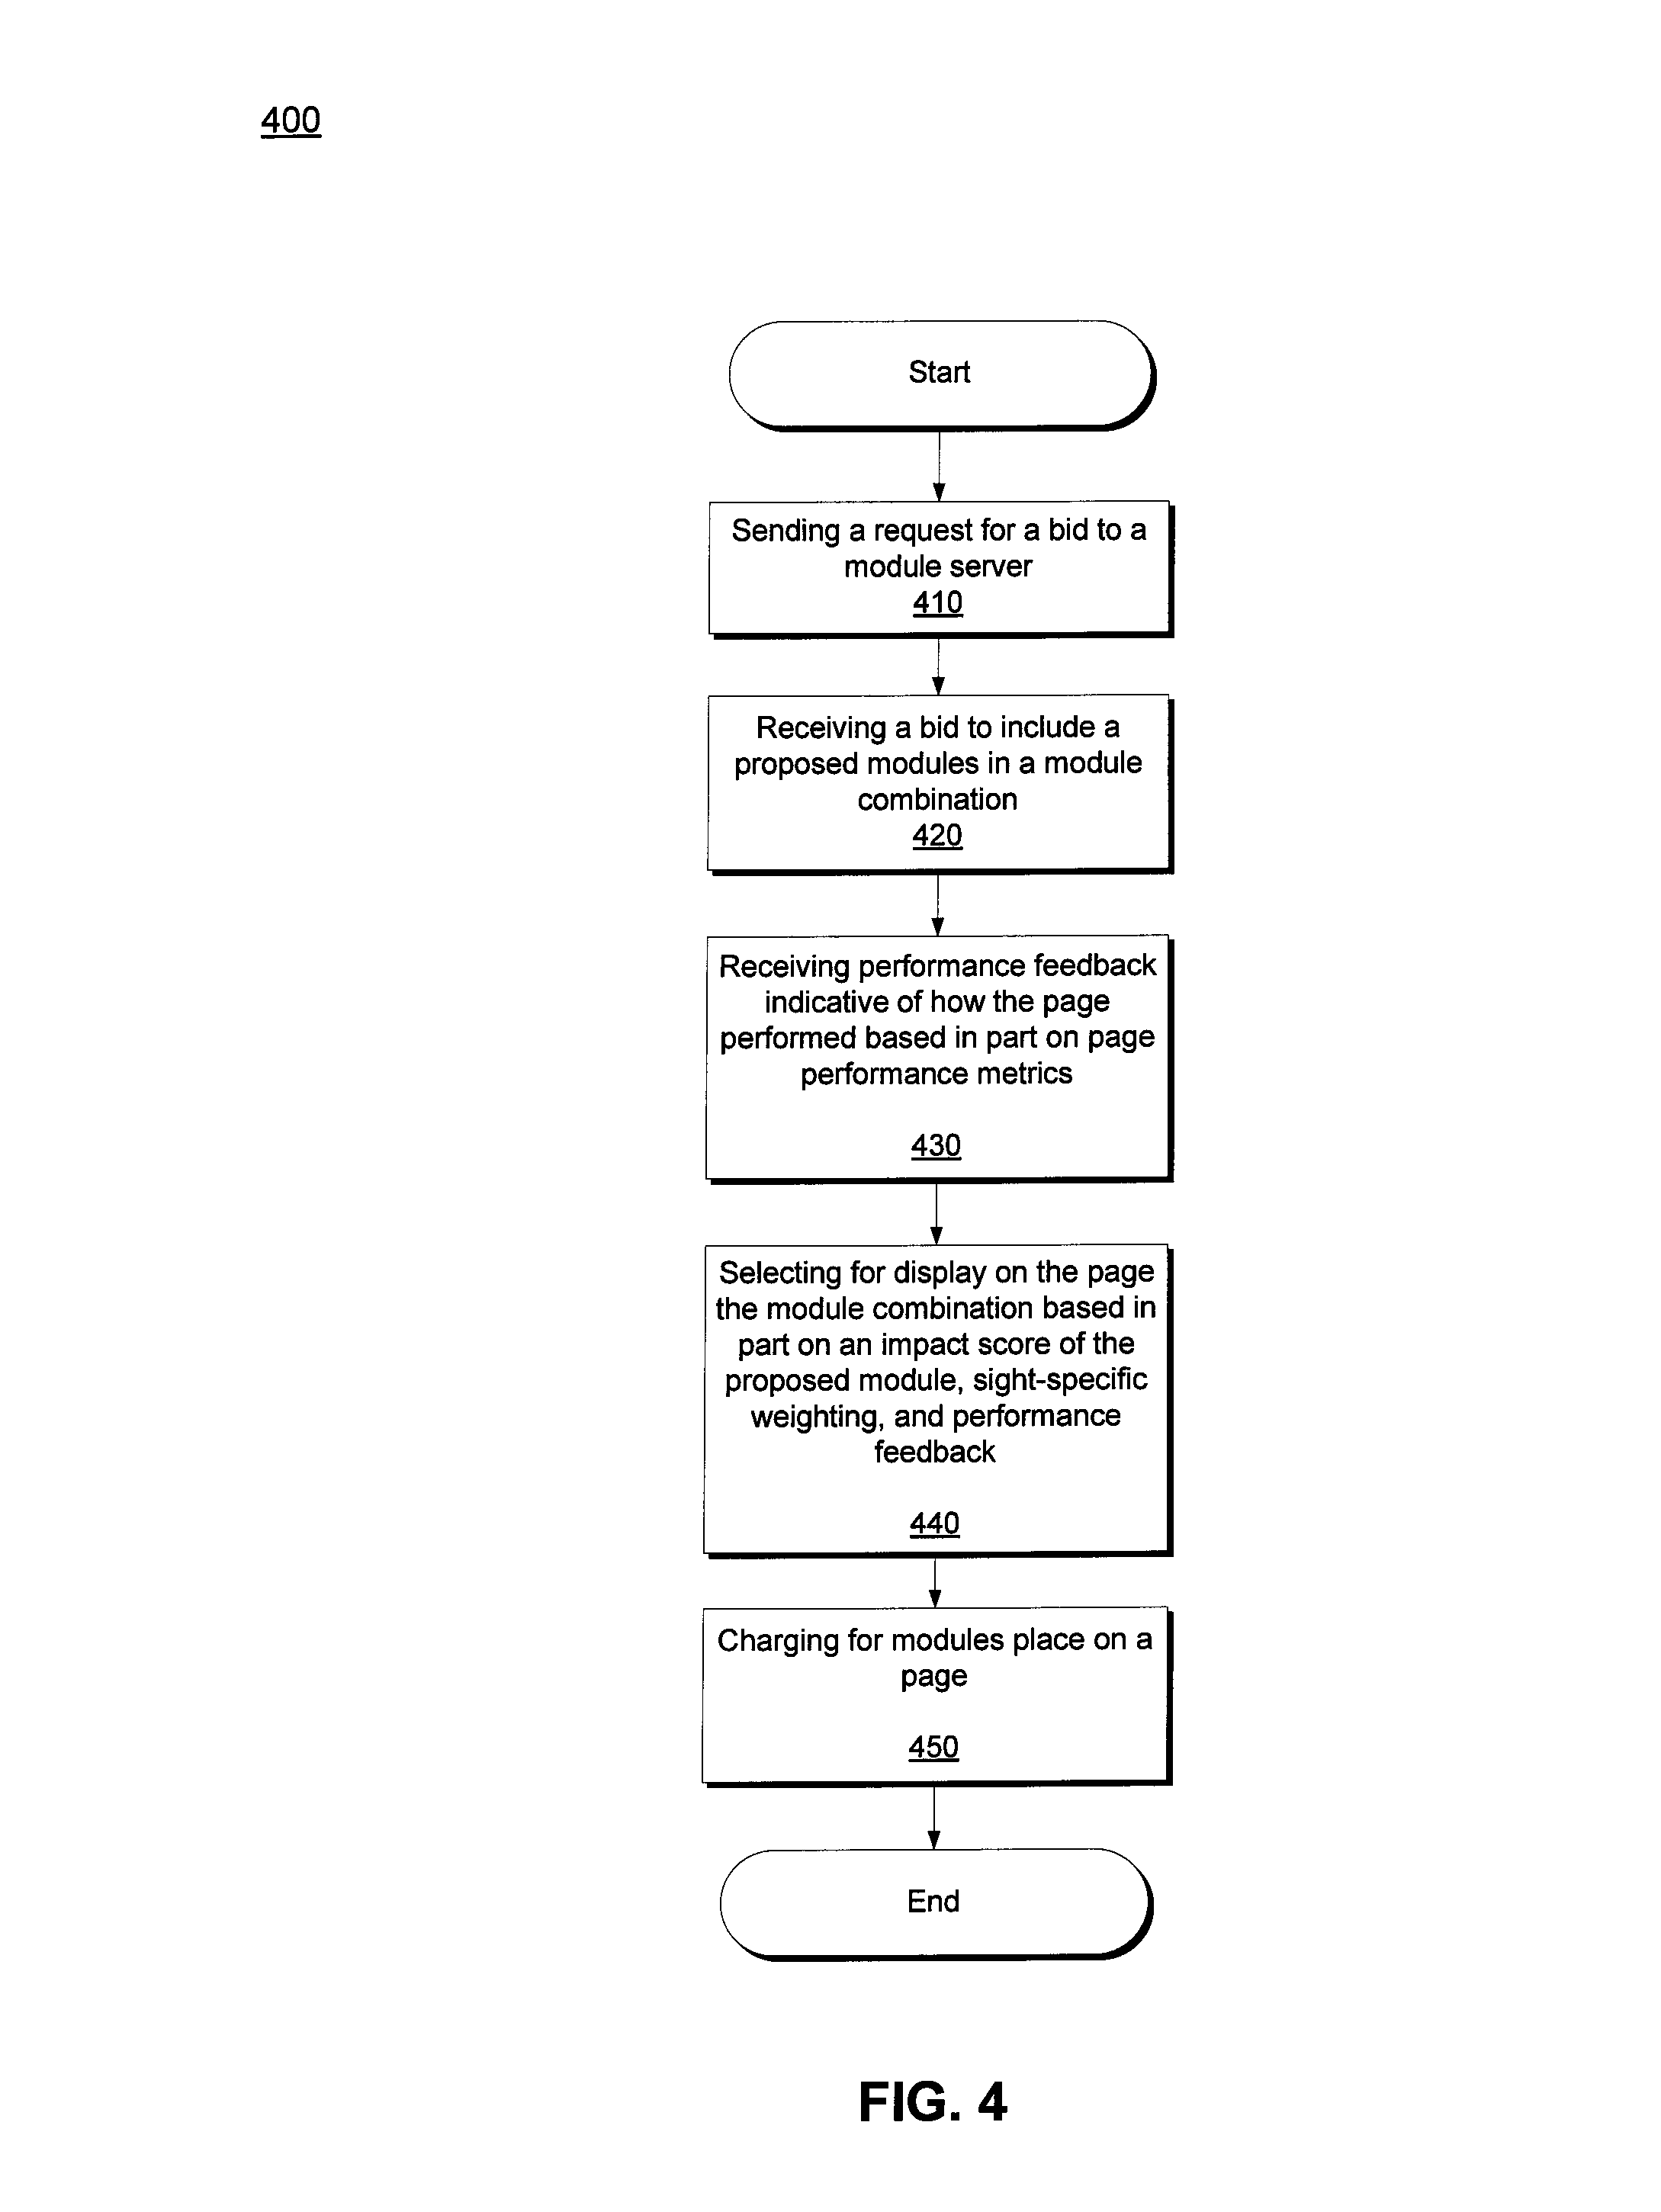 400
Start
Sending a request for a bid to a
module server
410
Receiving a bid to include a
proposed modules in a module
combination
420
Receiving performance feedback
indicative of how the page
performed based in part on page
performance metrics
430
Selecting for display on the page
the module combination based in
part on an impact score of the
proposed module, sight-specific
weighting, and performance
feedback
440
Charging for modules place on a
page
450
End
FIG. 4